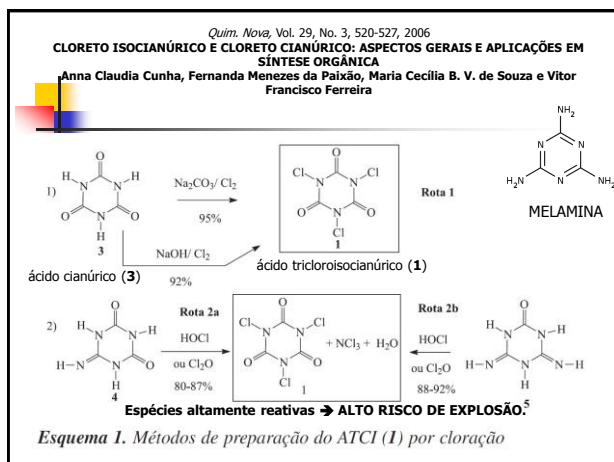 Quim. Nova, Vol. 29, No. 3, 520-527, 2006
CLORETO ISOCIANÚRICO E CLORETO CIANÚRICO: ASPECTOS GERAIS E APLICAÇÕES EM
SÍNTESE ORGÂNICA
Anna Claudia Cunha, Fernanda Menezes da Paixão, Maria Cecília B. V. de Souza e Vitor
Francisco Ferreira
NH2
N N
H2N N NH2
MELAMINA
1)
O
H N N H
O N O
H
3
Na2CO3/ Cl2
95%
NaOH/ Cl2
92%
O
Cl N N Cl
O N O
Cl
1
Rota 1
ácido cianúrico (3)
ácido tricloroisocianúrico (1)
2)
O
H N N H
H N N O
H
4
Rota 2a
HOCl
ou Cl2O
80-87%
O
Cl N N Cl
O N O
Cl
1
+ NCl3 + H2O
Rota 2b
HOCl
ou Cl2O
88-92%
O
H N N H
H N N N H
H
5
Espécies altamente reativas → ALTO RISCO DE EXPLOSÃO.
Esquema 1. Métodos de preparação do ATCI (1) por cloração